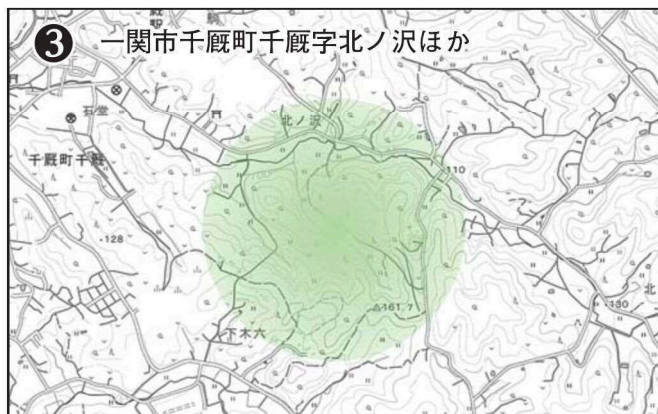 ❸ 一関市千厩町千厩字北ノ沢ほか
石堂
北ノ沢
千厩町千厩
110
・128
△161.7
・130
北
下木六